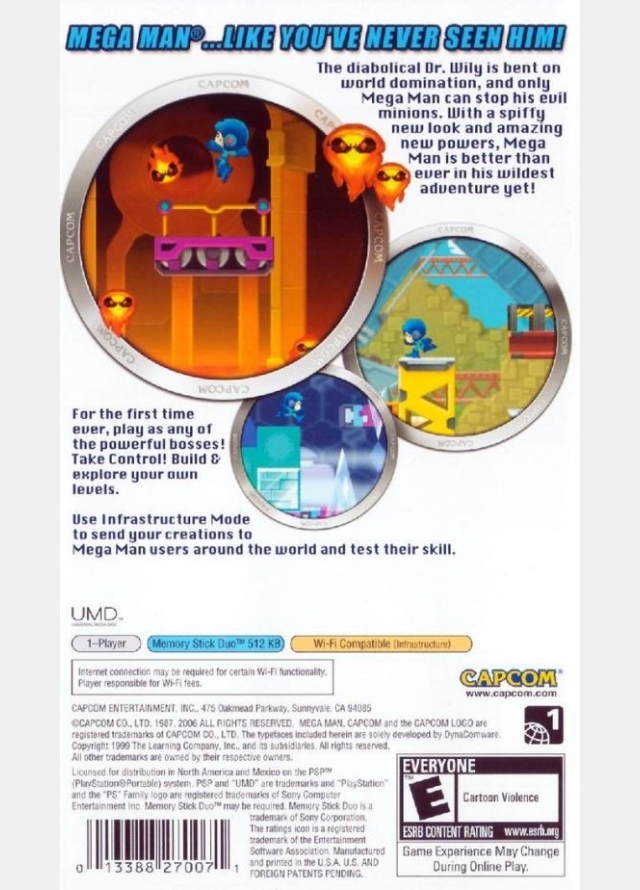 MEGA MAN®...LIKE YOU'VE NEVER SEEN HIM!
The diabolical Dr. Wily is bent on
world domination, and only
Mega Man can stop his evil
minions. With a spiffy
new look and amazing
new powers, Mega
Man is better than
ever in his wildest
adventure yet!
CAPCOM
CAPCOM
CAPCOM
CAPCOM
CAPCOM
CAPCOM
CAPCOM
CAPCOM
For the first time
ever, play as any of
the powerful bosses!
Take Control! Build &
explore your own
levels.
Use Infrastructure Mode
to send your creations to
Mega Man users around the world and test their skill.
UMD™
1-Player
Memory Stick Duo™ 512 KB
Wi-Fi Compatible (Infrastructure)
Internet connection may be required for certain Wi-Fi functionality.
Player responsible for Wi-Fi fees.
CAPCOM®
www.capcom.com
CAPCOM ENTERTAINMENT, INC., 475 Oakmead Parkway, Sunnyvale, CA 94085
©CAPCOM CO., LTD. 1987, 2006 ALL RIGHTS RESERVED. MEGA MAN, CAPCOM and the CAPCOM LOGO are
registered trademarks of CAPCOM CO., LTD. The typefaces included herein are solely developed by DynaComware.
Copyright 1999 The Learning Company, Inc., and its subsidiaries. All rights reserved.
All other trademarks are owned by their respective owners.
1
Licensed for distribution in North America and Mexico on the PSP™
(PlayStation®Portable) system. PSP and "UMD" are trademarks and "PlayStation"
and the "PS" Family logo are registered trademarks of Sony Computer
Entertainment Inc. Memory Stick Duo™ may be required. Memory Stick Duo is a
trademark of Sony Corporation.
The ratings icon is a registered
trademark of the Entertainment
Software Association. Manufactured
and printed in the U.S.A. U.S. AND
FOREIGN PATENTS PENDING.
0 13388 27007 1
EVERYONE
E
Cartoon Violence
ESRB CONTENT RATING www.esrb.org
Game Experience May Change
During Online Play.